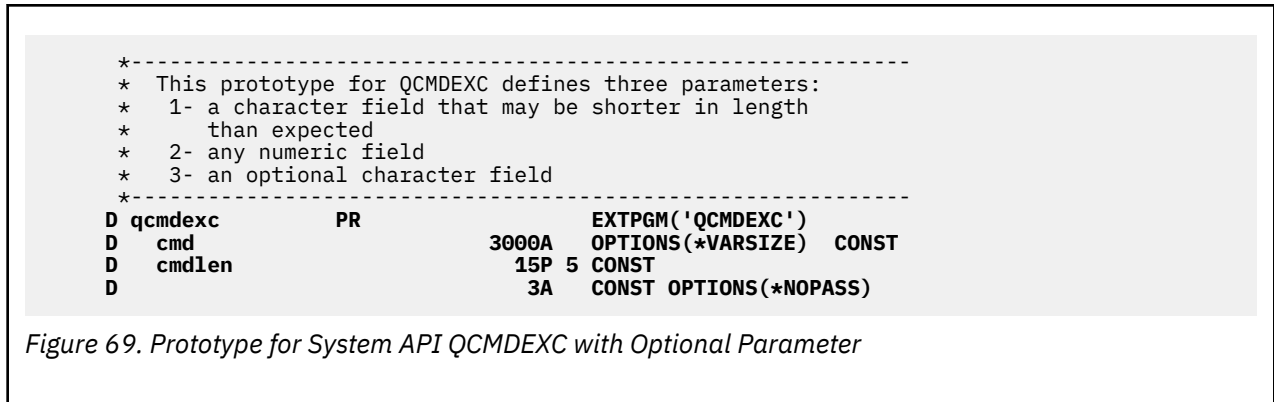 *-------------------------------------------------------------
*  This prototype for QCMDEXC defines three parameters:
*   1- a character field that may be shorter in length
*      than expected
*   2- any numeric field
*   3- an optional character field
*-------------------------------------------------------------
D qcmdexc         PR                  EXTPGM('QCMDEXC')
D   cmd                       3000A   OPTIONS(*VARSIZE)  CONST
D   cmdlen                      15P 5 CONST
D                                3A   CONST OPTIONS(*NOPASS)
Figure 69. Prototype for System API QCMDEXC with Optional Parameter